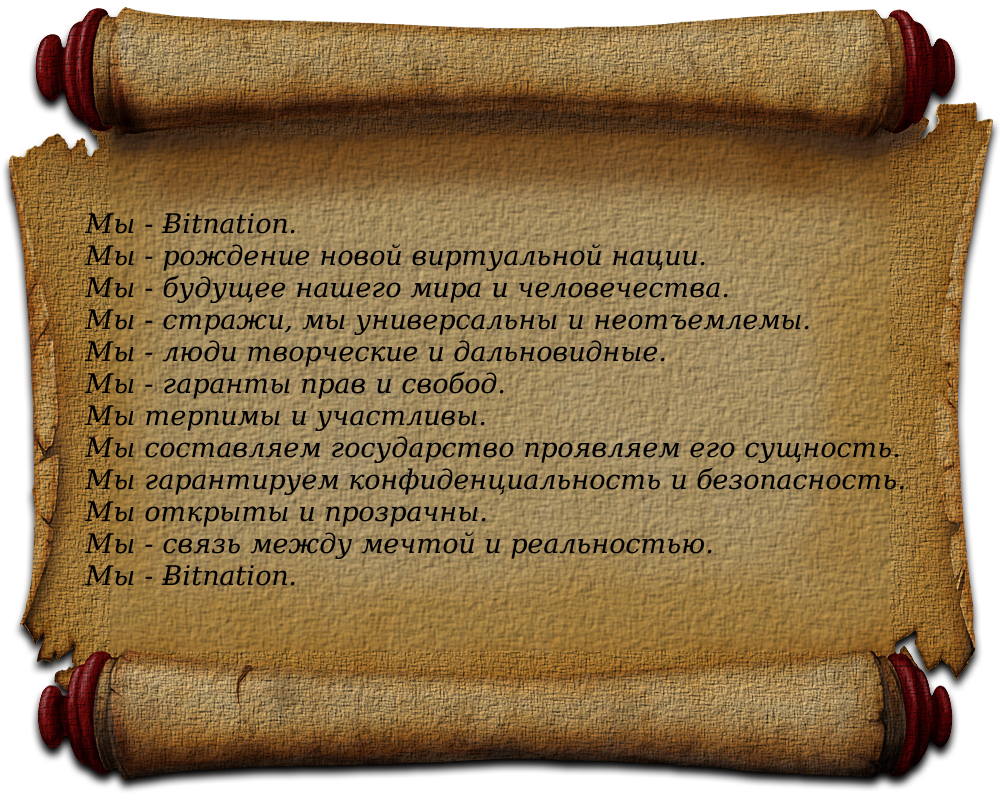 Мы - Ƀitnation.
Мы - рождение новой виртуальной нации.
Мы - будущее нашего мира и человечества.
Мы - стражи, мы универсальны и неотъемлемы.
Мы - люди творческие и дальновидные.
Мы - гаранты прав и свобод.
Мы терпимы и участливы.
Мы составляем государство проявляем его сущность.
Мы гарантируем конфиденциальность и безопасность.
Мы открыты и прозрачны.
Мы - связь между мечтой и реальностью.
Мы - Ƀitnation.